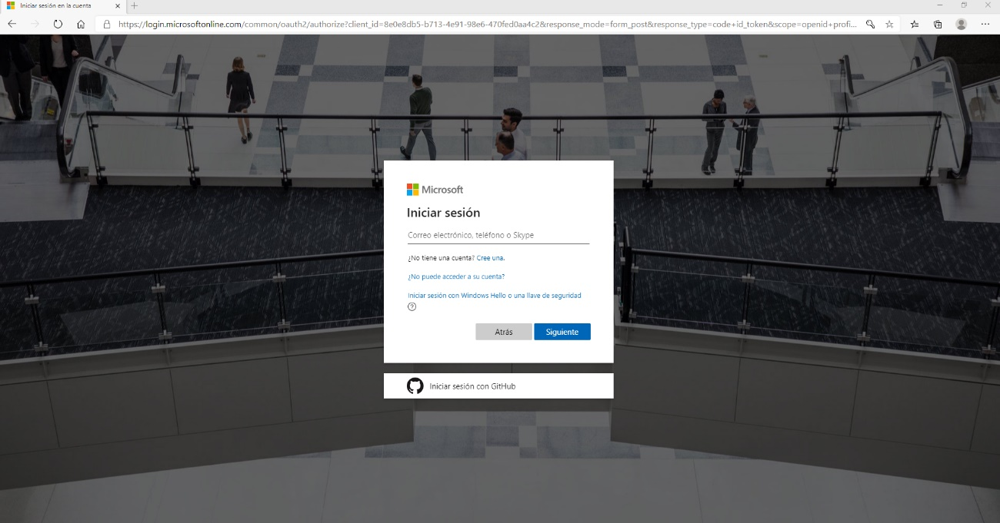 Iniciar sesión en la cuenta
https://login.microsoftonline.com/common/oauth2/authorize?client_id=8e0e8db5-b713-4e91-98e6-470fed0aa4c2&response_mode=form_post&response_type=code+id_token&scope=openid+profi...
Microsoft
Iniciar sesión
Correo electrónico, teléfono o Skype
¿No tiene una cuenta? Cree una.
¿No puede acceder a su cuenta?
Iniciar sesión con Windows Hello o una llave de seguridad
?
Atrás Siguiente
Iniciar sesión con GitHub